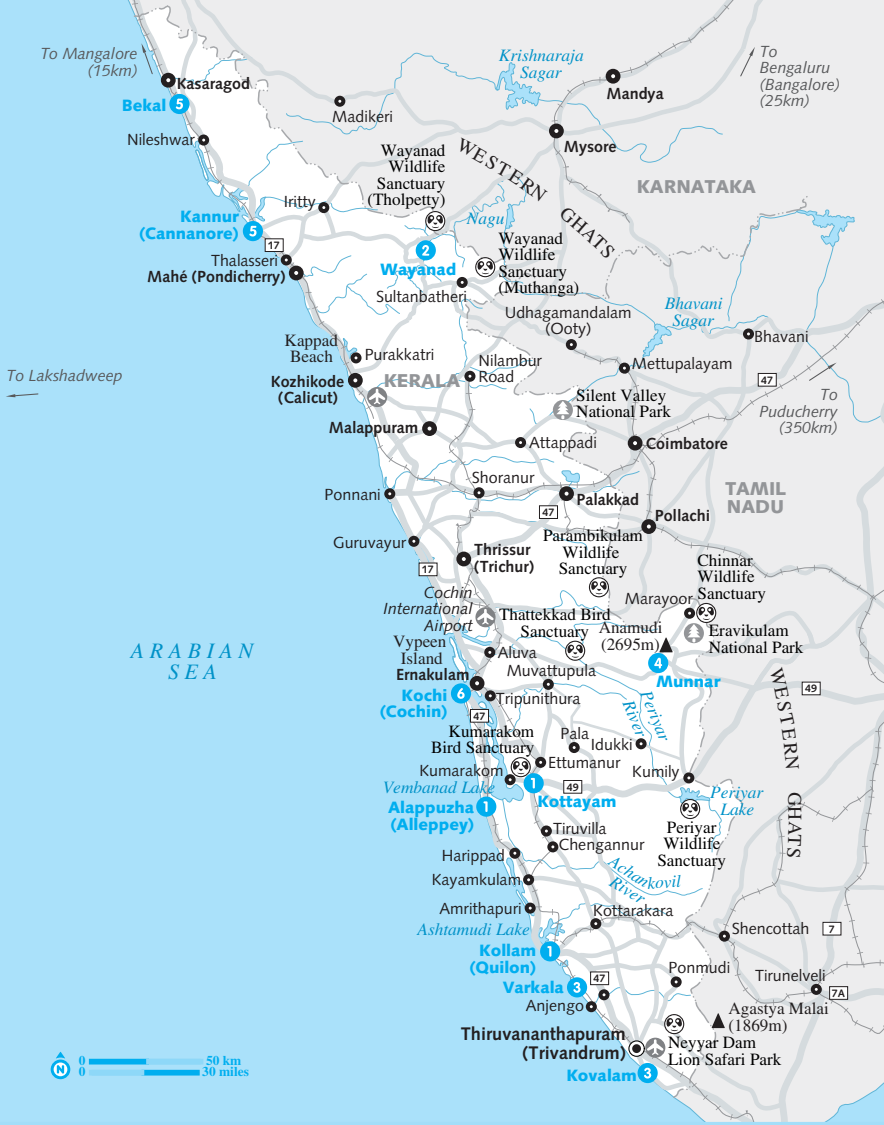 To Mangalore
(15km)
Kasaragod
Bekal 5
Nileshwar
Madikeri
Krishnaraja
Sagar
Mandya
To
Bengaluru
(Bangalore)
(25km)
Mysore
WESTERN
GHATS
KARNATAKA
Wayanad
Wildlife
Sanctuary
(Tholpetty)
Iritty
Kannur
(Cannanore)
5
17
Nagu
Thalasseri
Mahé (Pondicherry)
2
Wayanad
Wayanad
Wildlife
Sanctuary
(Muthanga)
Sultanbatheri
Udhagamandalam
(Ooty)
Bhavani
Sagar
Bhavani
Kappad
Beach
Purakkatri
Nilambur
Road
Mettupalayam
47
To Lakshadweep
Kozhikode
(Calicut)
KERALA
To
Puducherry
(350km)
Silent Valley
National Park
Malappuram
Attappadi
Coimbatore
Shoranur
Ponnani
Palakkad
TAMIL
NADU
47
Pollachi
Guruvayur
Parambikulam
Wildlife
Sanctuary
Thrissur
(Trichur)
17
Chinnar
Wildlife
Sanctuary
Cochin
International
Airport
Marayoor
Thattekkad Bird
Sanctuary
Anamudi
(2695m)
Eravikulam
National Park
Vypeen
Island
Aluva
ARABIAN
SEA
Ernakulam
Muvattupula
4
Munnar
Kochi
(Cochin)
6
Tripunithura
Periyar
River
49
WESTERN
GHATS
47
Kumarakom
Bird Sanctuary
Pala
Idukki
Ettumanur
Kumarakom
Kumily
Vembanad Lake
1
49
Kottayam
Periyar
Lake
Alappuzha
(Alleppey)
1
Periyar
Wildlife
Sanctuary
Tiruvilla
Chengannur
Harippad
Achankovil
River
Kayamkulam
Amrithapuri
Kottarakara
Ashtamudi Lake
Shencottah
7
Kollam
(Quilon)
1
Ponmudi
Tirunelveli
Varkala 3
47
7A
Anjengo
Agastya Malai
(1869m)
Thiruvananthapuram
(Trivandrum)
Neyyar Dam
Lion Safari Park
Kovalam 3
N
0 50 km
0 30 miles